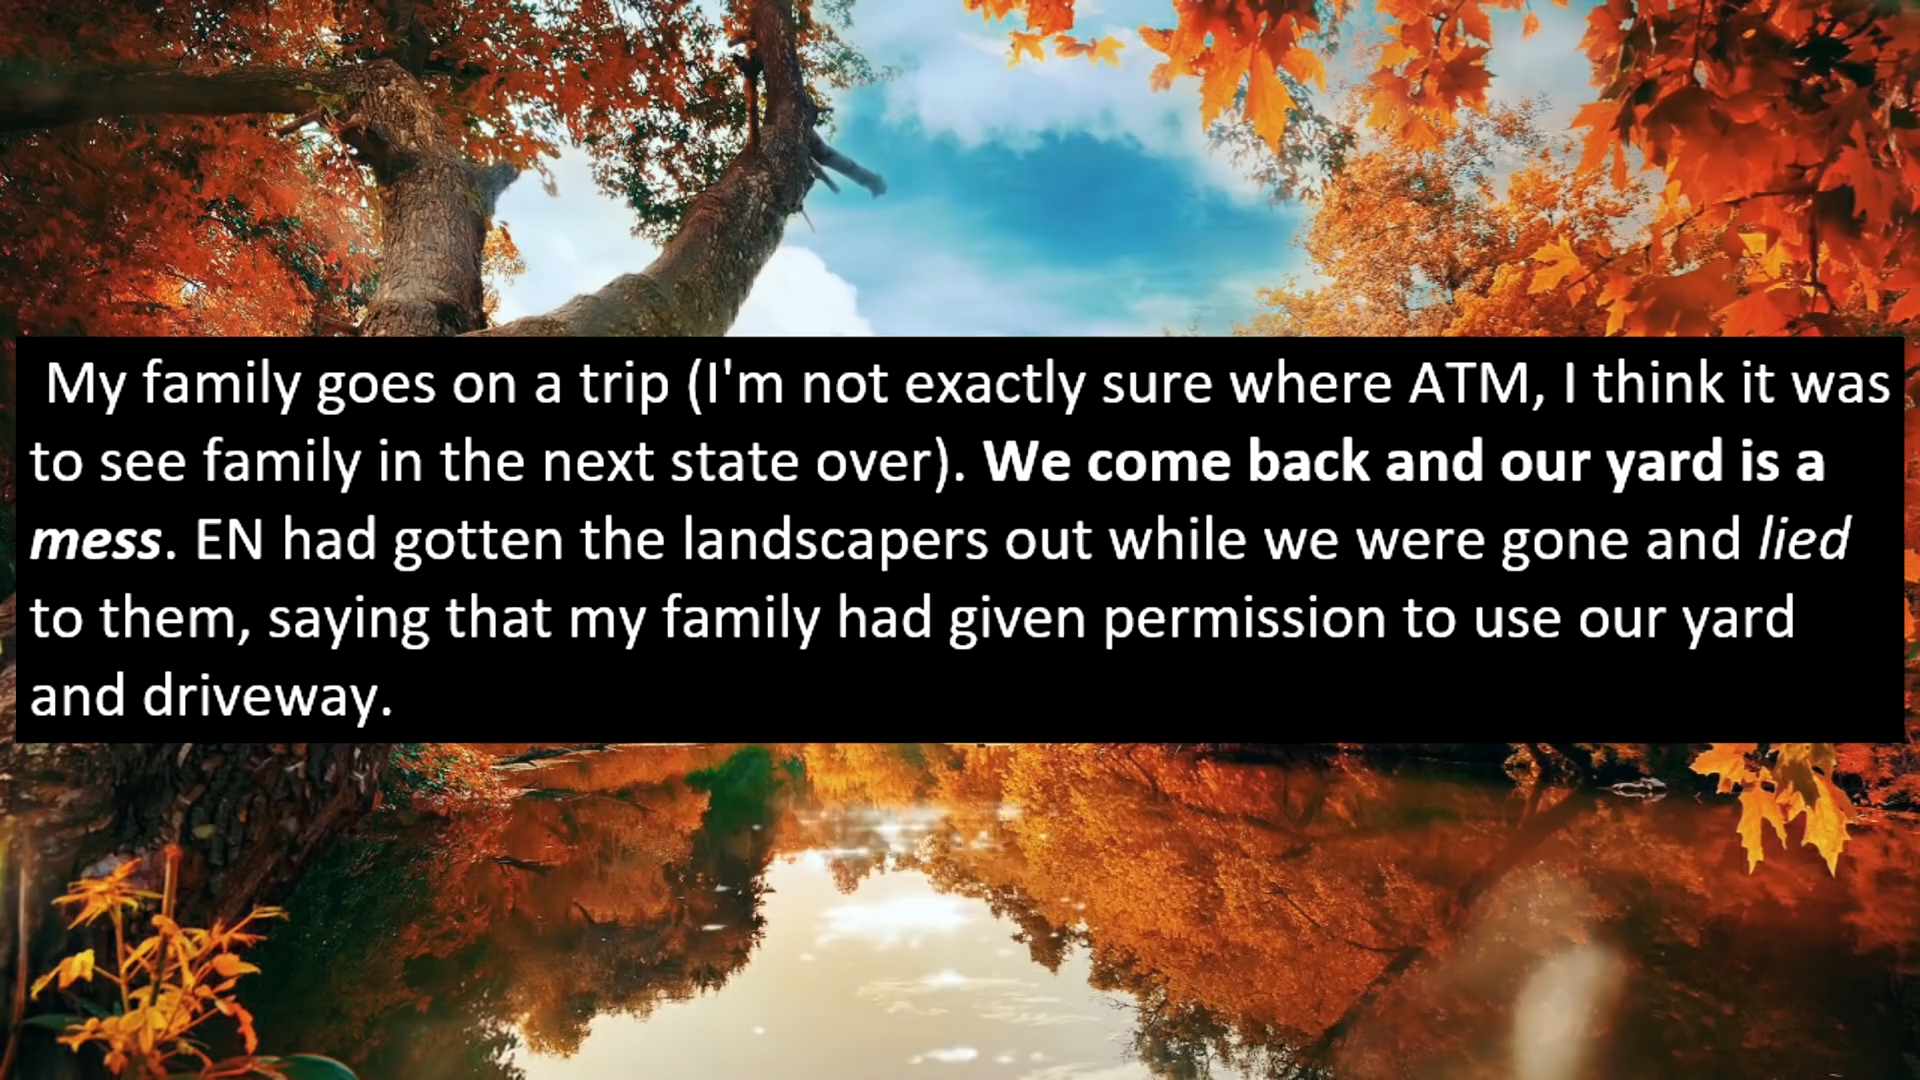 My family goes on a trip (I'm not exactly sure where ATM, I think it was
to see family in the next state over). We come back and our yard is a
mess. EN had gotten the landscapers out while we were gone and lied
to them, saying that my family had given permission to use our yard
and driveway.